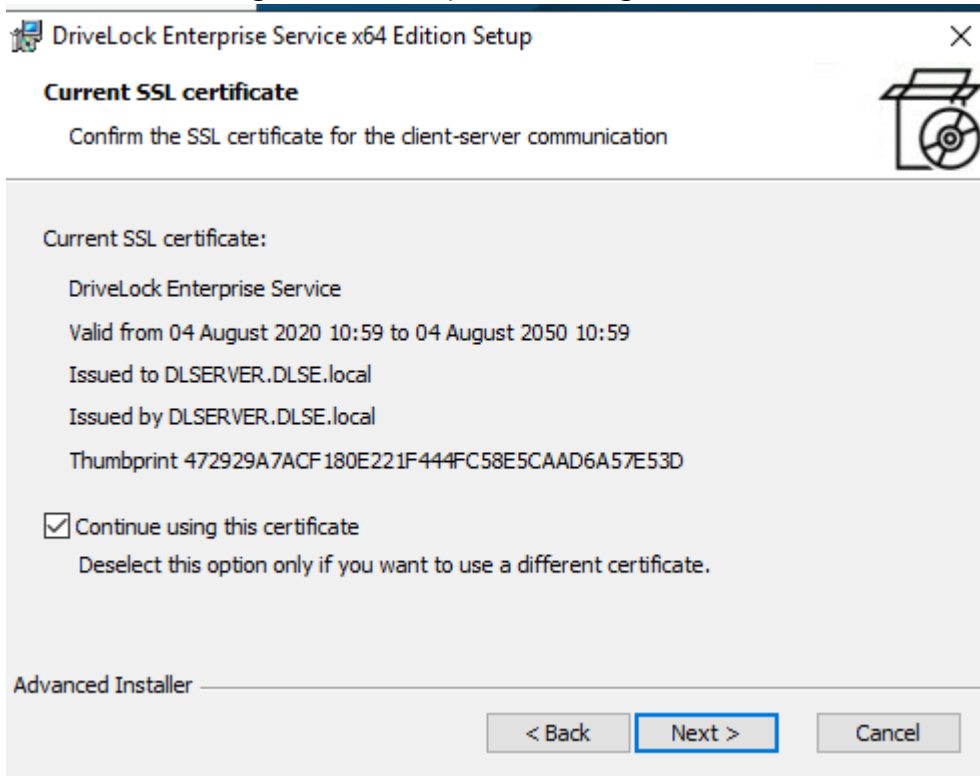 DriveLock Enterprise Service x64 Edition Setup
Current SSL certificate
Confirm the SSL certificate for the client-server communication
Current SSL certificate:
DriveLock Enterprise Service
Valid from 04 August 2020 10:59 to 04 August 2050 10:59
Issued to DLSERVER.DLSE.local
Issued by DLSERVER.DLSE.local
Thumbprint 472929A7ACF180E221F444FC58E5CAAD6A57E53D
Continue using this certificate
Deselect this option only if you want to use a different certificate.
Advanced Installer
< Back Next > Cancel